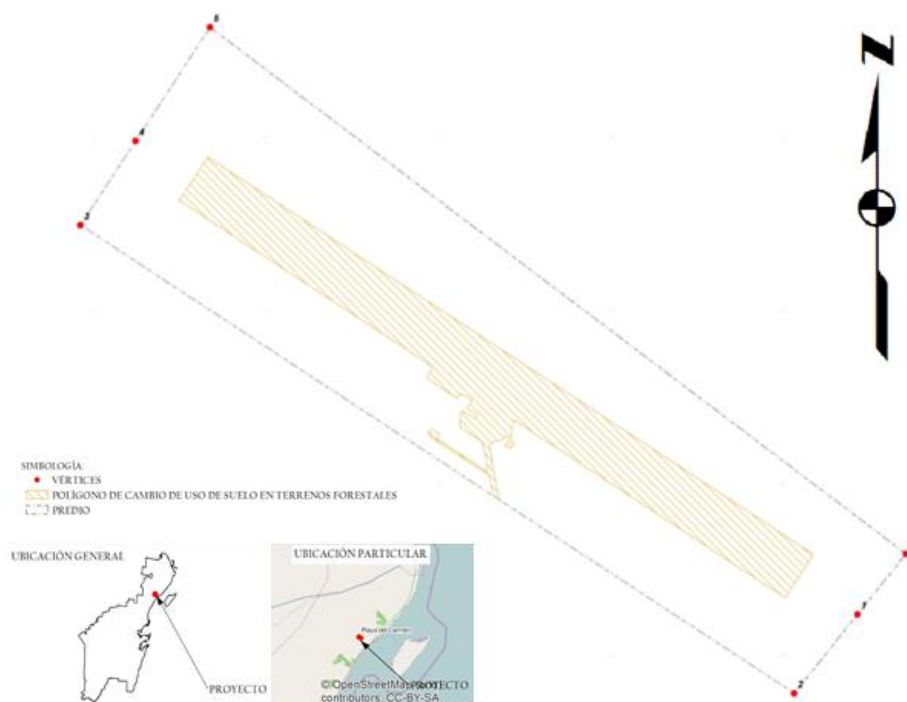 5
N
4
3
SIMBOLOGÍA:
VÉRTICES
POLÍGONO DE CAMBIO DE USO DE SUELO EN TERRENOS FORESTALES
PREDIO
1
2
UBICACIÓN GENERAL
PROYECTO
UBICACIÓN PARTICULAR
Playa del Carmen
© OpenStreetMap
PROYECTO
contributors, CC-BY-SA